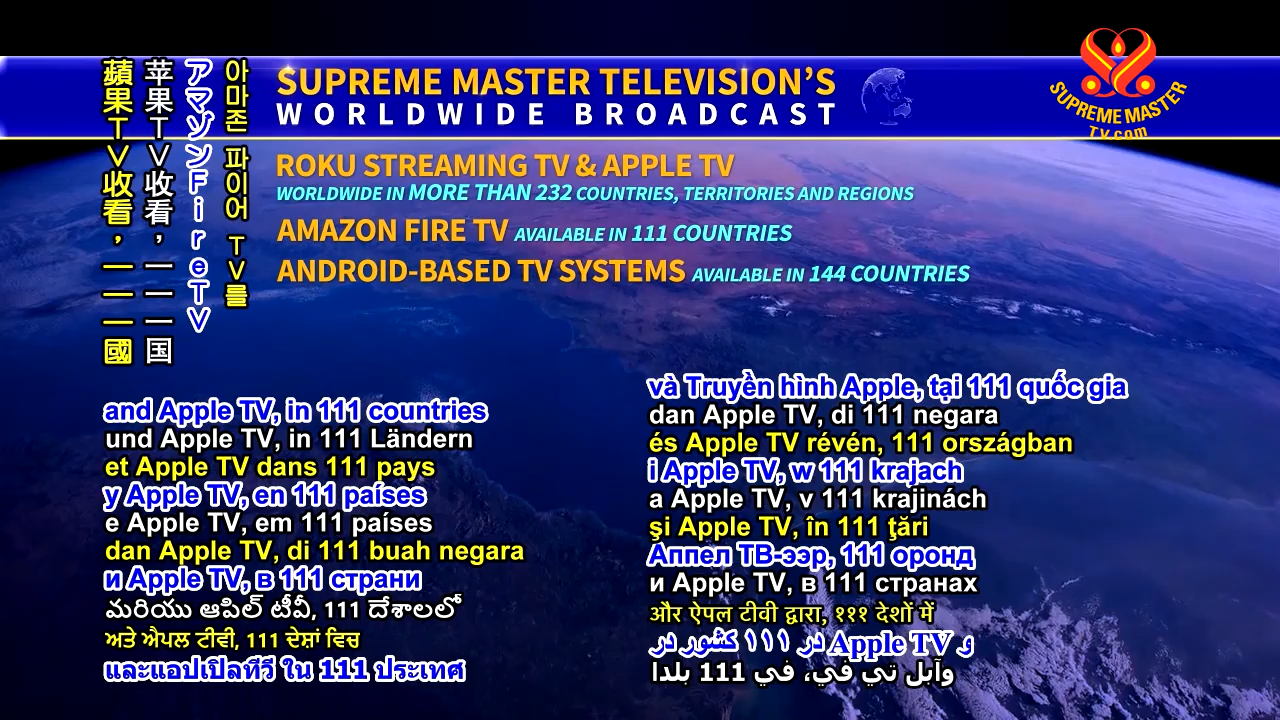 蘋果TV收看，一一一國
苹果TV收看，一一一国
アマゾンFireTV
아마존 파이어 TV를
SUPREME MASTER TELEVISION'S
WORLDWIDE BROADCAST
SUPREME MASTER
TV.com
ROKU STREAMING TV & APPLE TV
WORLDWIDE IN MORE THAN 232 COUNTRIES, TERRITORIES AND REGIONS
AMAZON FIRE TV AVAILABLE IN 111 COUNTRIES
ANDROID-BASED TV SYSTEMS AVAILABLE IN 144 COUNTRIES
and Apple TV, in 111 countries
und Apple TV, in 111 Ländern
et Apple TV dans 111 pays
y Apple TV, en 111 países
e Apple TV, em 111 países
dan Apple TV, di 111 buah negara
и Apple TV, в 111 страни
మరియు ఆపిల్ టీవీ, 111 దేశాలలో
ਅਤੇ ਐਪਲ ਟੀਵੀ, 111 ਦੇਸ਼ਾਂ ਵਿਚ
และแอปเปิลทีวี ใน 111 ประเทศ
và Truyền hình Apple, tại 111 quốc gia
dan Apple TV, di 111 negara
és Apple TV révén, 111 országban
i Apple TV, w 111 krajach
a Apple TV, v 111 krajinách
şi Apple TV, în 111 ţări
Аппел ТВ-ээр, 111 оронд
и Apple TV, в 111 странах
और ऐपल टीवी द्वारा, १११ देशों में
و Apple TV در ۱۱۱ کشور در
وآبل تي في، في 111 بلدا